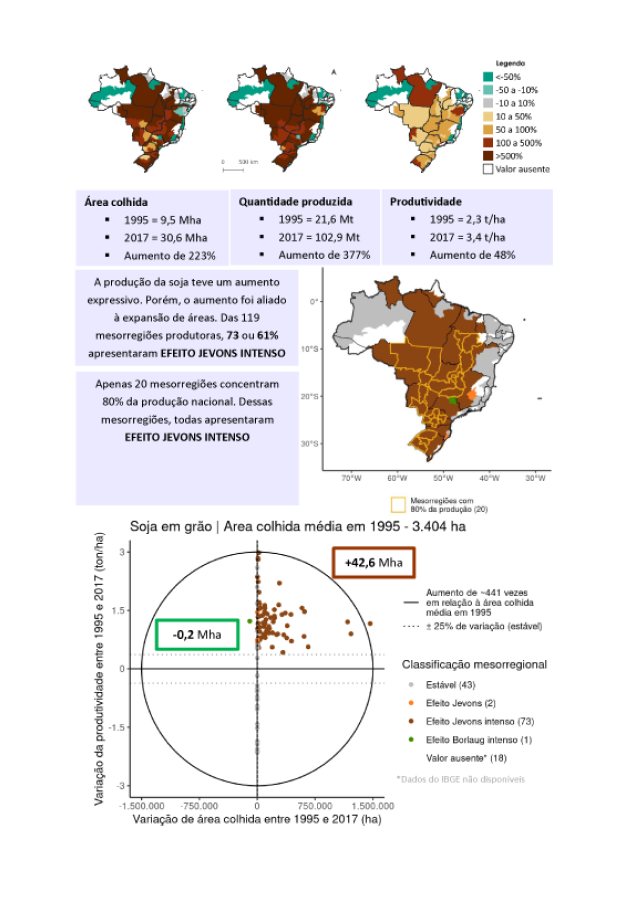 Legenda
<-50%
-50 a -10%
-10 a 10%
10 a 50%
50 a 100%
100 a 500%
>500%
Valor ausente
A
0 500 km
Área colhida
▪ 1995 = 9,5 Mha
▪ 2017 = 30,6 Mha
▪ Aumento de 223%
Quantidade produzida
▪ 1995 = 21,6 Mt
▪ 2017 = 102,9 Mt
▪ Aumento de 377%
Produtividade
▪ 1995 = 2,3 t/ha
▪ 2017 = 3,4 t/ha
▪ Aumento de 48%
A produção da soja teve um aumento
expressivo. Porém, o aumento foi aliado
à expansão de áreas. Das 119
mesorregiões produtoras, 73 ou 61%
apresentaram EFEITO JEVONS INTENSO
Apenas 20 mesorregiões concentram
80% da produção nacional. Dessas
mesorregiões, todas apresentaram
EFEITO JEVONS INTENSO
0°
10°S
20°S
30°S
70°W 60°W 50°W 40°W 30°W
Mesorregiões com
80% da produção (20)
Soja em grão | Area colhida média em 1995 - 3.404 ha
Variação da produtividade entre 1995 e 2017 (ton/ha)
3
1.5
0
-1.5
-3
+42,6 Mha
-0,2 Mha
-1.500.000 -750.000 0 750.000 1.500.000
Variação de área colhida entre 1995 e 2017 (ha)
Aumento de ~441 vezes
em relação à área colhida
média em 1995
± 25% de variação (estável)
Classificação mesorregional
Estável (43)
Efeito Jevons (2)
Efeito Jevons intenso (73)
Efeito Borlaug intenso (1)
Valor ausente* (18)
*Dados do IBGE não disponíveis